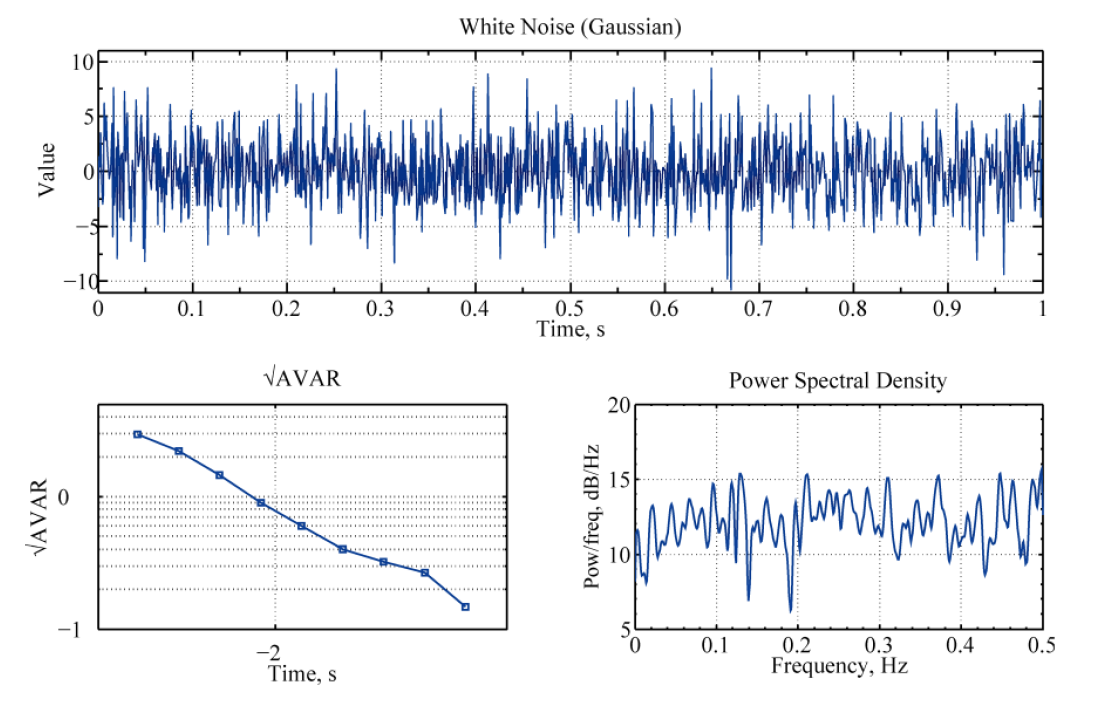 White Noise (Gaussian)
10
5
0
−5
−10
Value
0 0.1 0.2 0.3 0.4 0.5 0.6 0.7 0.8 0.9 1
Time, s
√AVAR
0
−1
√AVAR
−2
Time, s
Power Spectral Density
20
15
10
5
Pow/freq, dB/Hz
0 0.1 0.2 0.3 0.4 0.5
Frequency, Hz